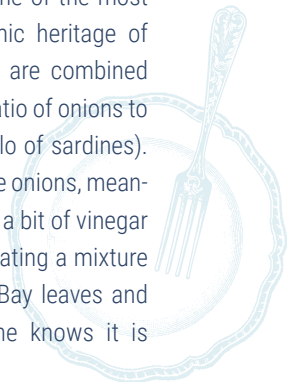 of the most
nic heritage of
are combined
atio of onions to
lo of sardines).
e onions, mean-
a bit of vinegar
ating a mixture
Bay leaves and
ne knows it is